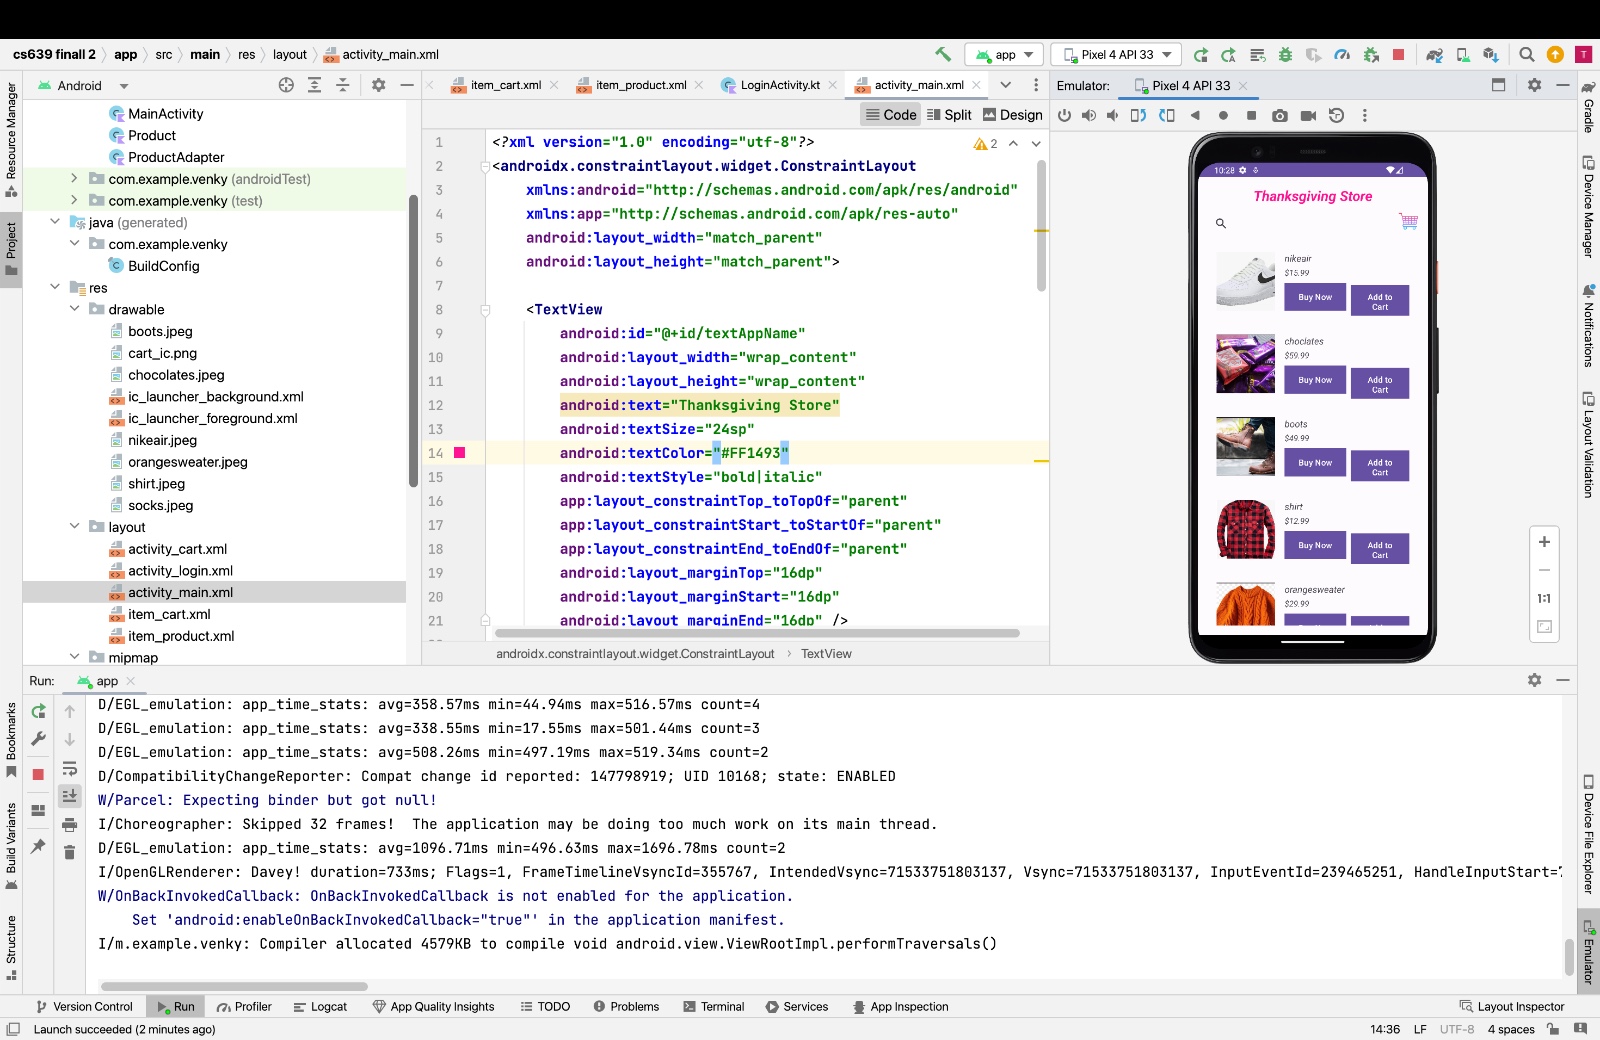 cs639 finall 2 app src main res layout activity_main.xml app Pixel 4 API 33
Resource Manager
Project
Bookmarks
Build Variants
Structure
Android
MainActivity
Product
ProductAdapter
com.example.venky (androidTest)
com.example.venky (test)
java (generated)
com.example.venky
BuildConfig
res
drawable
boots.jpeg
cart_ic.png
chocolates.jpeg
ic_launcher_background.xml
ic_launcher_foreground.xml
nikeair.jpeg
orangesweater.jpeg
shirt.jpeg
socks.jpeg
layout
activity_cart.xml
activity_login.xml
activity_main.xml
item_cart.xml
item_product.xml
mipmap
item_cart.xml item_product.xml LoginActivity.kt activity_main.xml
Code Split Design
2
1 <?xml version="1.0" encoding="utf-8"?>
2 <androidx.constraintlayout.widget.ConstraintLayout
3 xmlns:android="http://schemas.android.com/apk/res/android"
4 xmlns:app="http://schemas.android.com/apk/res-auto"
5 android:layout_width="match_parent"
6 android:layout_height="match_parent">
7
8 <TextView
9 android:id="@+id/textAppName"
10 android:layout_width="wrap_content"
11 android:layout_height="wrap_content"
12 android:text="Thanksgiving Store"
13 android:textSize="24sp"
14 android:textColor="#FF1493"
15 android:textStyle="bold|italic"
16 app:layout_constraintTop_toTopOf="parent"
17 app:layout_constraintStart_toStartOf="parent"
18 app:layout_constraintEnd_toEndOf="parent"
19 android:layout_marginTop="16dp"
20 android:layout_marginStart="16dp"
21 android:layout_marginEnd="16dp" />
androidx.constraintlayout.widget.ConstraintLayout › TextView
Emulator: Pixel 4 API 33
10:28
Thanksgiving Store
nikeair
$15.99
Buy Now
Add to
Cart
choclates
$59.99
Buy Now
Add to
Cart
boots
$49.99
Buy Now
Add to
Cart
shirt
$12.99
Buy Now
Add to
Cart
orangesweater
$29.99
1:1
T
Gradle
Device Manager
Notifications
Layout Validation
Device File Explorer
Emulator
Run: app
D/EGL_emulation: app_time_stats: avg=358.57ms min=44.94ms max=516.57ms count=4
D/EGL_emulation: app_time_stats: avg=338.55ms min=17.55ms max=501.44ms count=3
D/EGL_emulation: app_time_stats: avg=508.26ms min=497.19ms max=519.34ms count=2
D/CompatibilityChangeReporter: Compat change id reported: 147798919; UID 10168; state: ENABLED
W/Parcel: Expecting binder but got null!
I/Choreographer: Skipped 32 frames!  The application may be doing too much work on its main thread.
D/EGL_emulation: app_time_stats: avg=1096.71ms min=496.63ms max=1696.78ms count=2
I/OpenGLRenderer: Davey! duration=733ms; Flags=1, FrameTimelineVsyncId=355767, IntendedVsync=71533751803137, Vsync=71533751803137, InputEventId=239465251, HandleInputStart=7
W/OnBackInvokedCallback: OnBackInvokedCallback is not enabled for the application.
Set 'android:enableOnBackInvokedCallback="true"' in the application manifest.
I/m.example.venky: Compiler allocated 4579KB to compile void android.view.ViewRootImpl.performTraversals()
Version Control Run Profiler Logcat App Quality Insights TODO Problems Terminal Services App Inspection Layout Inspector
Launch succeeded (2 minutes ago) 14:36 LF UTF-8 4 spaces